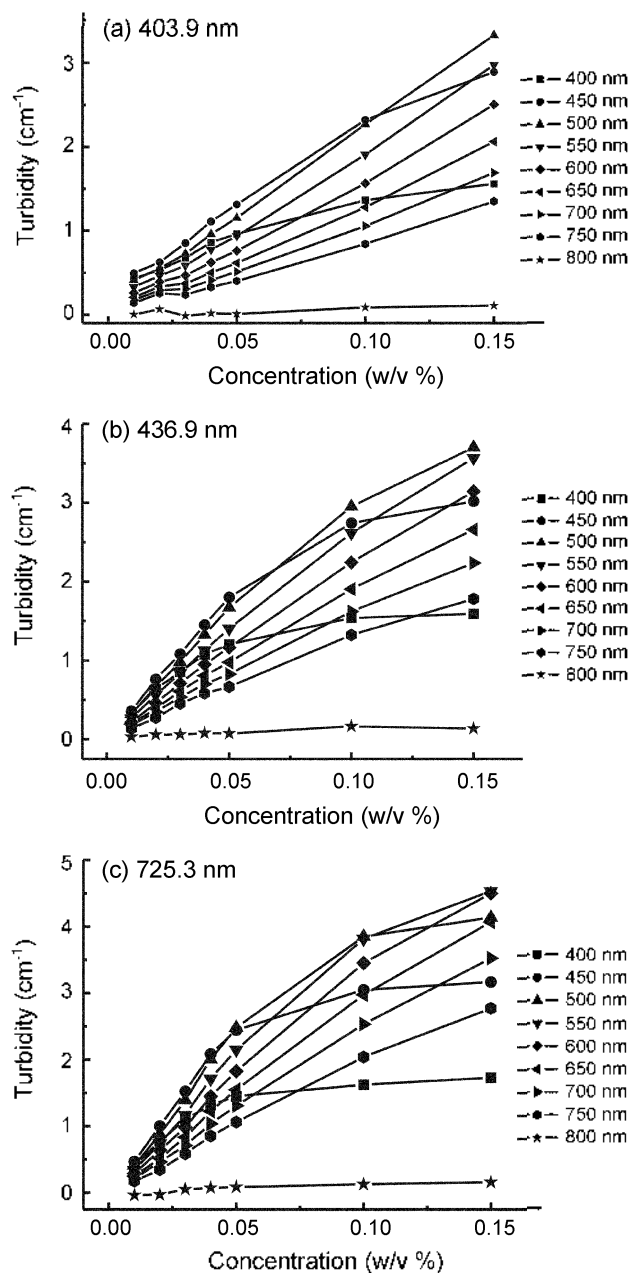 (a) 403.9 nm
3
2
1
0
Turbidity (cm⁻¹)
0.00 0.05 0.10 0.15
Concentration (w/v %)
400 nm
450 nm
500 nm
550 nm
600 nm
650 nm
700 nm
750 nm
800 nm
(b) 436.9 nm
4
3
2
1
0
Turbidity (cm⁻¹)
0.00 0.05 0.10 0.15
Concentration (w/v %)
400 nm
450 nm
500 nm
550 nm
600 nm
650 nm
700 nm
750 nm
800 nm
(c) 725.3 nm
5
4
3
2
1
0
Turbidity (cm⁻¹)
0.00 0.05 0.10 0.15
Concentration (w/v %)
400 nm
450 nm
500 nm
550 nm
600 nm
650 nm
700 nm
750 nm
800 nm